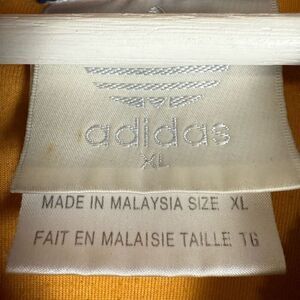 adidas
XL
MADE IN MALAYSIA SIZE XL
FAIT EN MALAISIE TAILLE TG